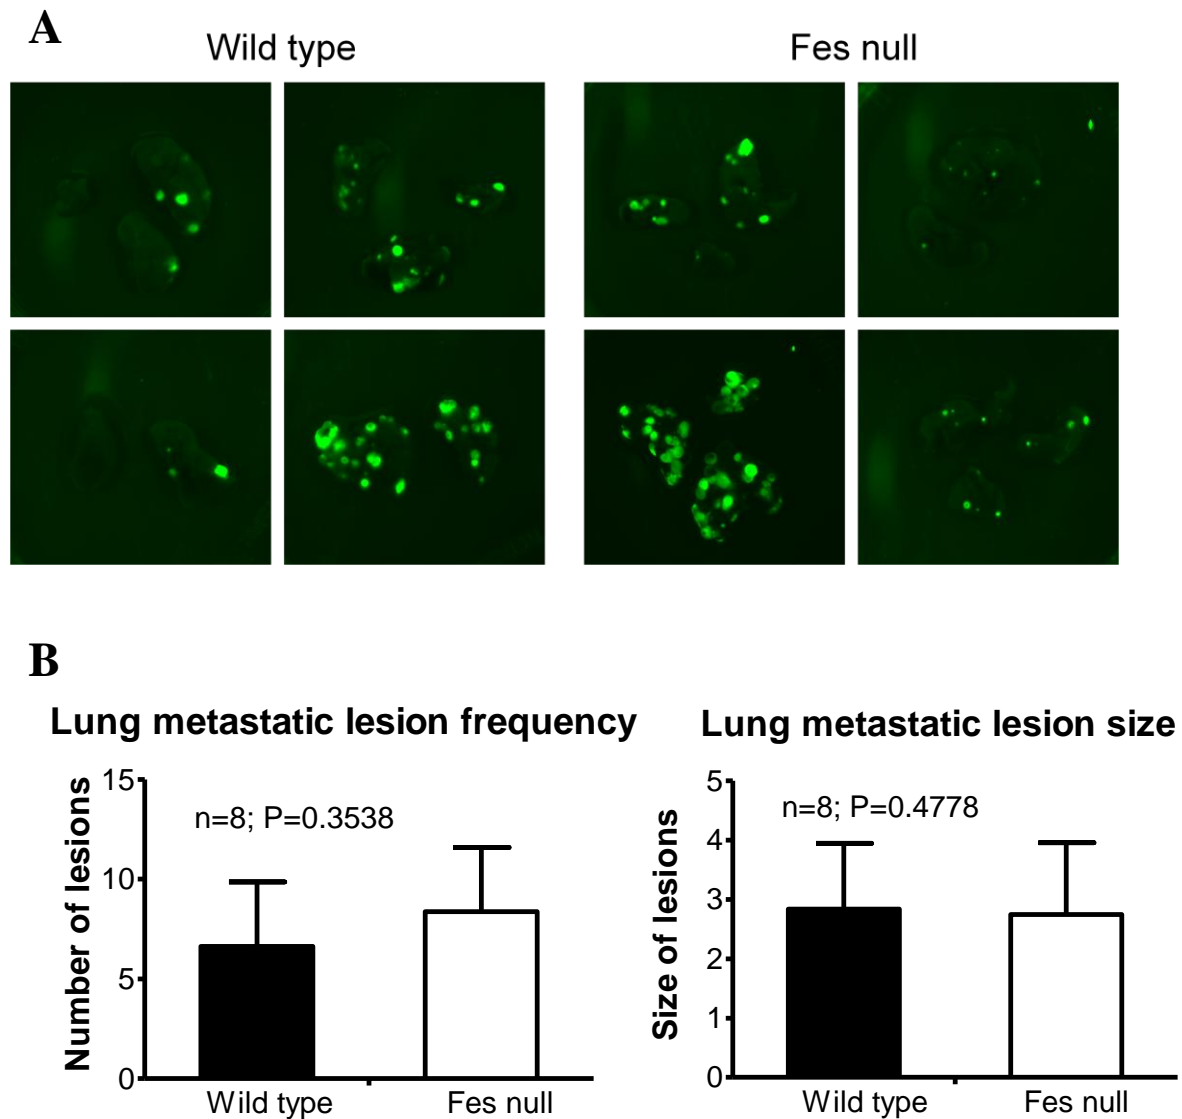 A
Wild type
Fes null
B
Lung metastatic lesion frequency
Number of lesions
15
10
5
0
n=8; P=0.3538
Wild type
Fes null
Lung metastatic lesion size
Size of lesions
5
4
3
2
1
0
n=8; P=0.4778
Wild type
Fes null